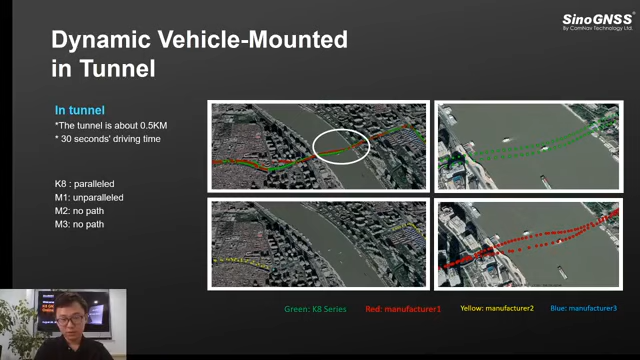 SinoGNSS
By ComNav Technology Ltd.
Dynamic Vehicle-Mounted
in Tunnel
In tunnel
*The tunnel is about 0.5KM
* 30 seconds' driving time
K8 : paralleled
M1: unparalleled
M2: no path
M3: no path
Green: K8 Series
Red: manufacturer1
Yellow: manufacturer2
Blue: manufacturer3